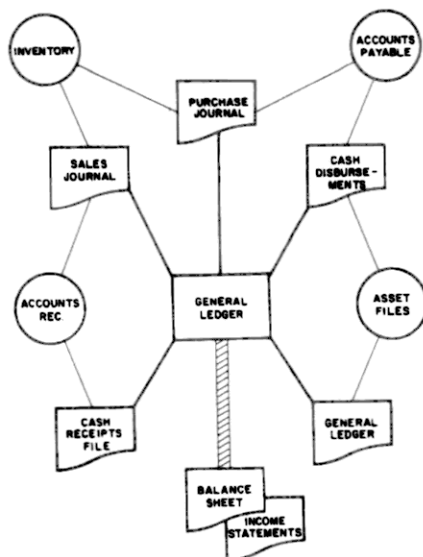 INVENTORY
ACCOUNTS
PAYABLE
PURCHASE
JOURNAL
SALES
JOURNAL
CASH
DISBURSE-
MENTS
ACCOUNTS
REC.
GENERAL
LEDGER
ASSET
FILES
CASH
RECEIPTS
FILE
GENERAL
LEDGER
BALANCE
SHEET
INCOME
STATEMENTS